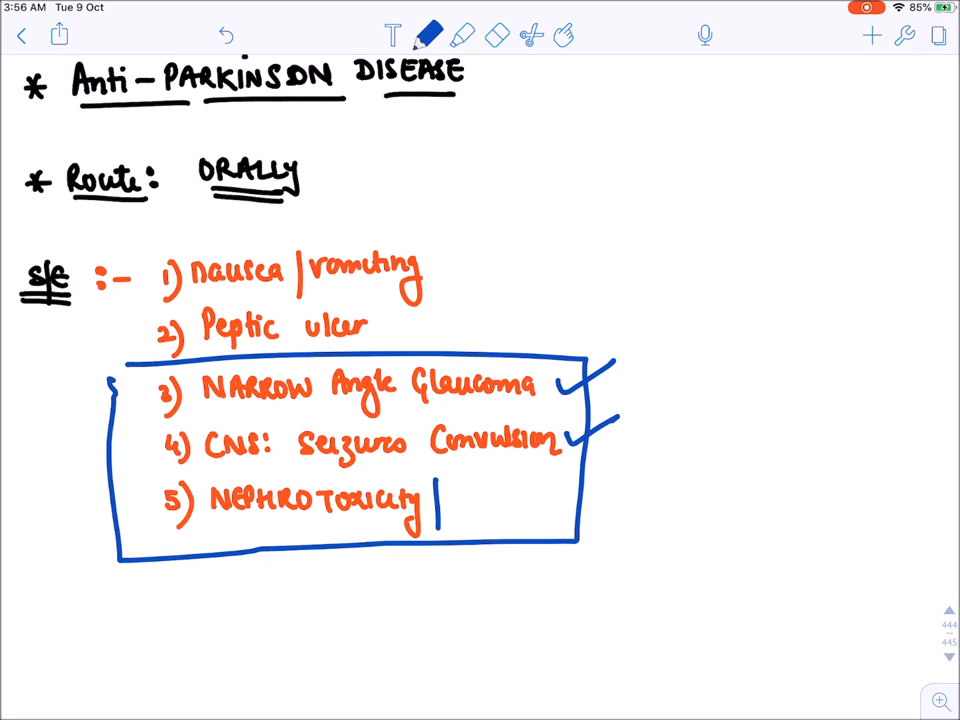 3:56 AM Tue 9 Oct 85%
* Anti-PARKINSON DISEASE
* Route: ORALLY
S/E :- 1) Nausea/vomiting
2) Peptic ulcer
3) NARROW Angle Glaucoma
4) CNS: Seizures Convulsion
5) NEPHROToxicity
444
445